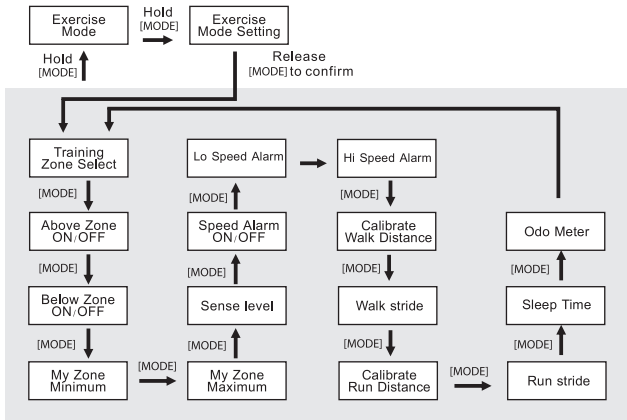 Exercise
Mode
Hold
[MODE]
Exercise
Mode Setting
Hold
[MODE]
Release
[MODE] to confirm
Training
Zone Select
[MODE]
Above Zone
ON/OFF
[MODE]
Below Zone
ON/OFF
[MODE]
My Zone
Minimum
[MODE]
My Zone
Maximum
[MODE]
Sense level
[MODE]
Speed Alarm
ON/OFF
[MODE]
Lo Speed Alarm
Hi Speed Alarm
[MODE]
Calibrate
Walk Distance
[MODE]
Walk stride
[MODE]
Calibrate
Run Distance
[MODE]
Run stride
[MODE]
Sleep Time
[MODE]
Odo Meter